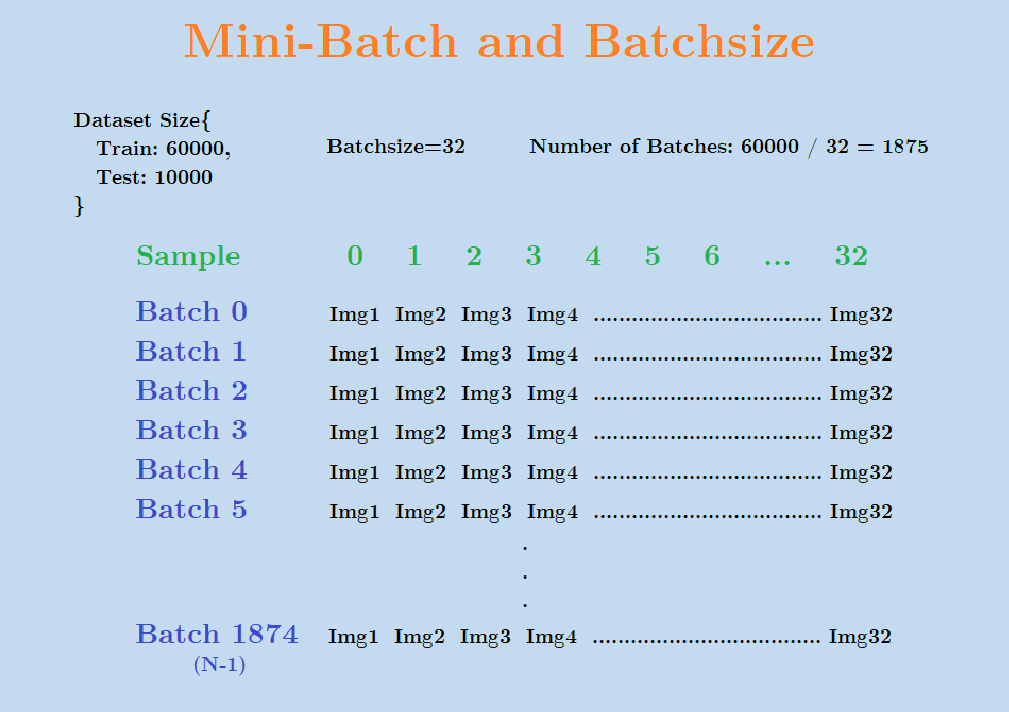 Mini-Batch and Batchsize
Dataset Size{
Train: 60000,
Test: 10000
}
Batchsize=32
Number of Batches: 60000 / 32 = 1875
Sample 0 1 2 3 4 5 6 ... 32
Batch 0 Img1 Img2 Img3 Img4 .................................... Img32
Batch 1 Img1 Img2 Img3 Img4 .................................... Img32
Batch 2 Img1 Img2 Img3 Img4 .................................... Img32
Batch 3 Img1 Img2 Img3 Img4 .................................... Img32
Batch 4 Img1 Img2 Img3 Img4 .................................... Img32
Batch 5 Img1 Img2 Img3 Img4 .................................... Img32
.
.
.
Batch 1874 Img1 Img2 Img3 Img4 .................................... Img32
(N-1)